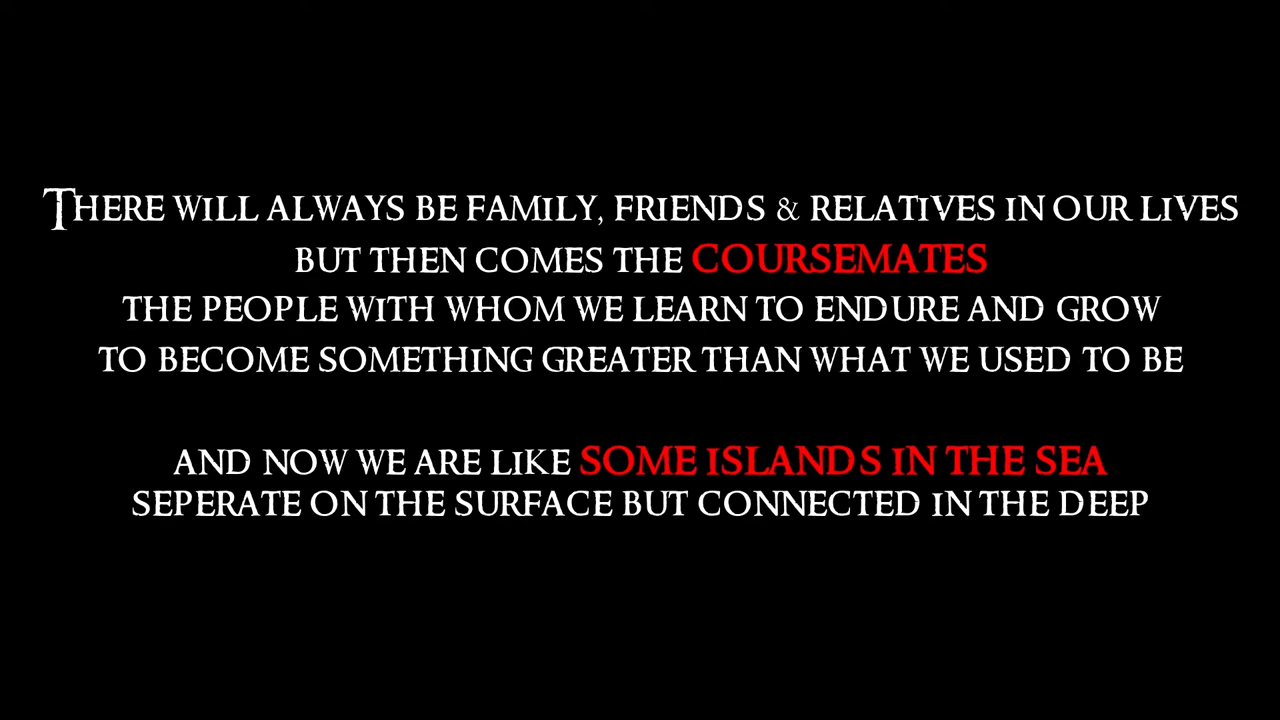 THERE WILL ALWAYS BE FAMILY, FRIENDS & RELATIVES IN OUR LIVES
BUT THEN COMES THE COURSEMATES
THE PEOPLE WITH WHOM WE LEARN TO ENDURE AND GROW
TO BECOME SOMETHING GREATER THAN WHAT WE USED TO BE
AND NOW WE ARE LIKE SOME ISLANDS IN THE SEA
SEPERATE ON THE SURFACE BUT CONNECTED IN THE DEEP